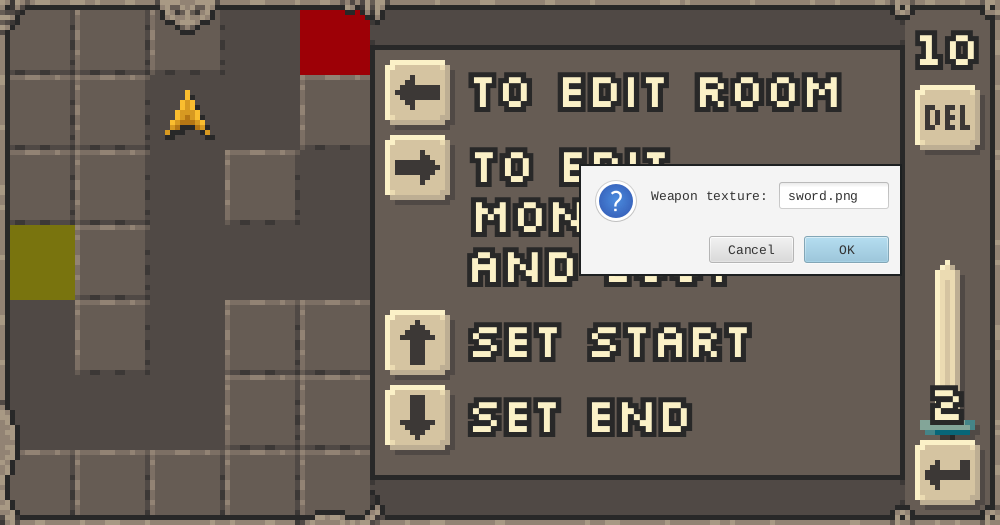 10
TO EDIT ROOM
DEL
TO EDIT
MON
AND
Weapon texture: sword.png
Cancel OK
SET START
SET END
2